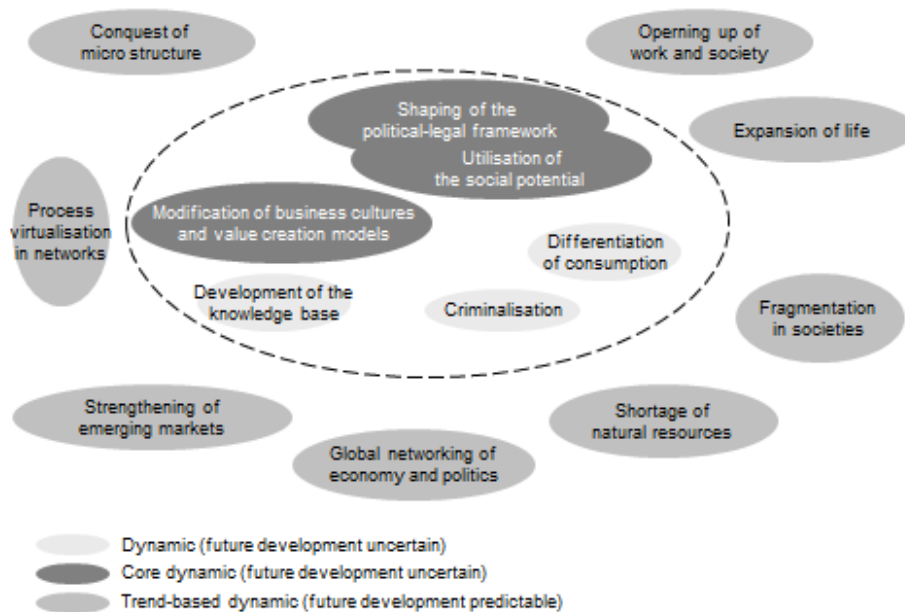 Conquest of
micro structure
Operning up of
work and society
Shaping of the
political-legal framework
Expansion of life
Utilisation of
the social potential
Process
virtualisation
in networks
Modification of business cultures
and value creation models
Differentiation
of consumption
Development of the
knowledge base
Criminalisation
Fragmentation
in societies
Strengthening of
emerging markets
Shortage of
natural resources
Global networking of
economy and politics
Dynamic (future development uncertain)
Core dynamic (future development uncertain)
Trend-based dynamic (future development predictable)